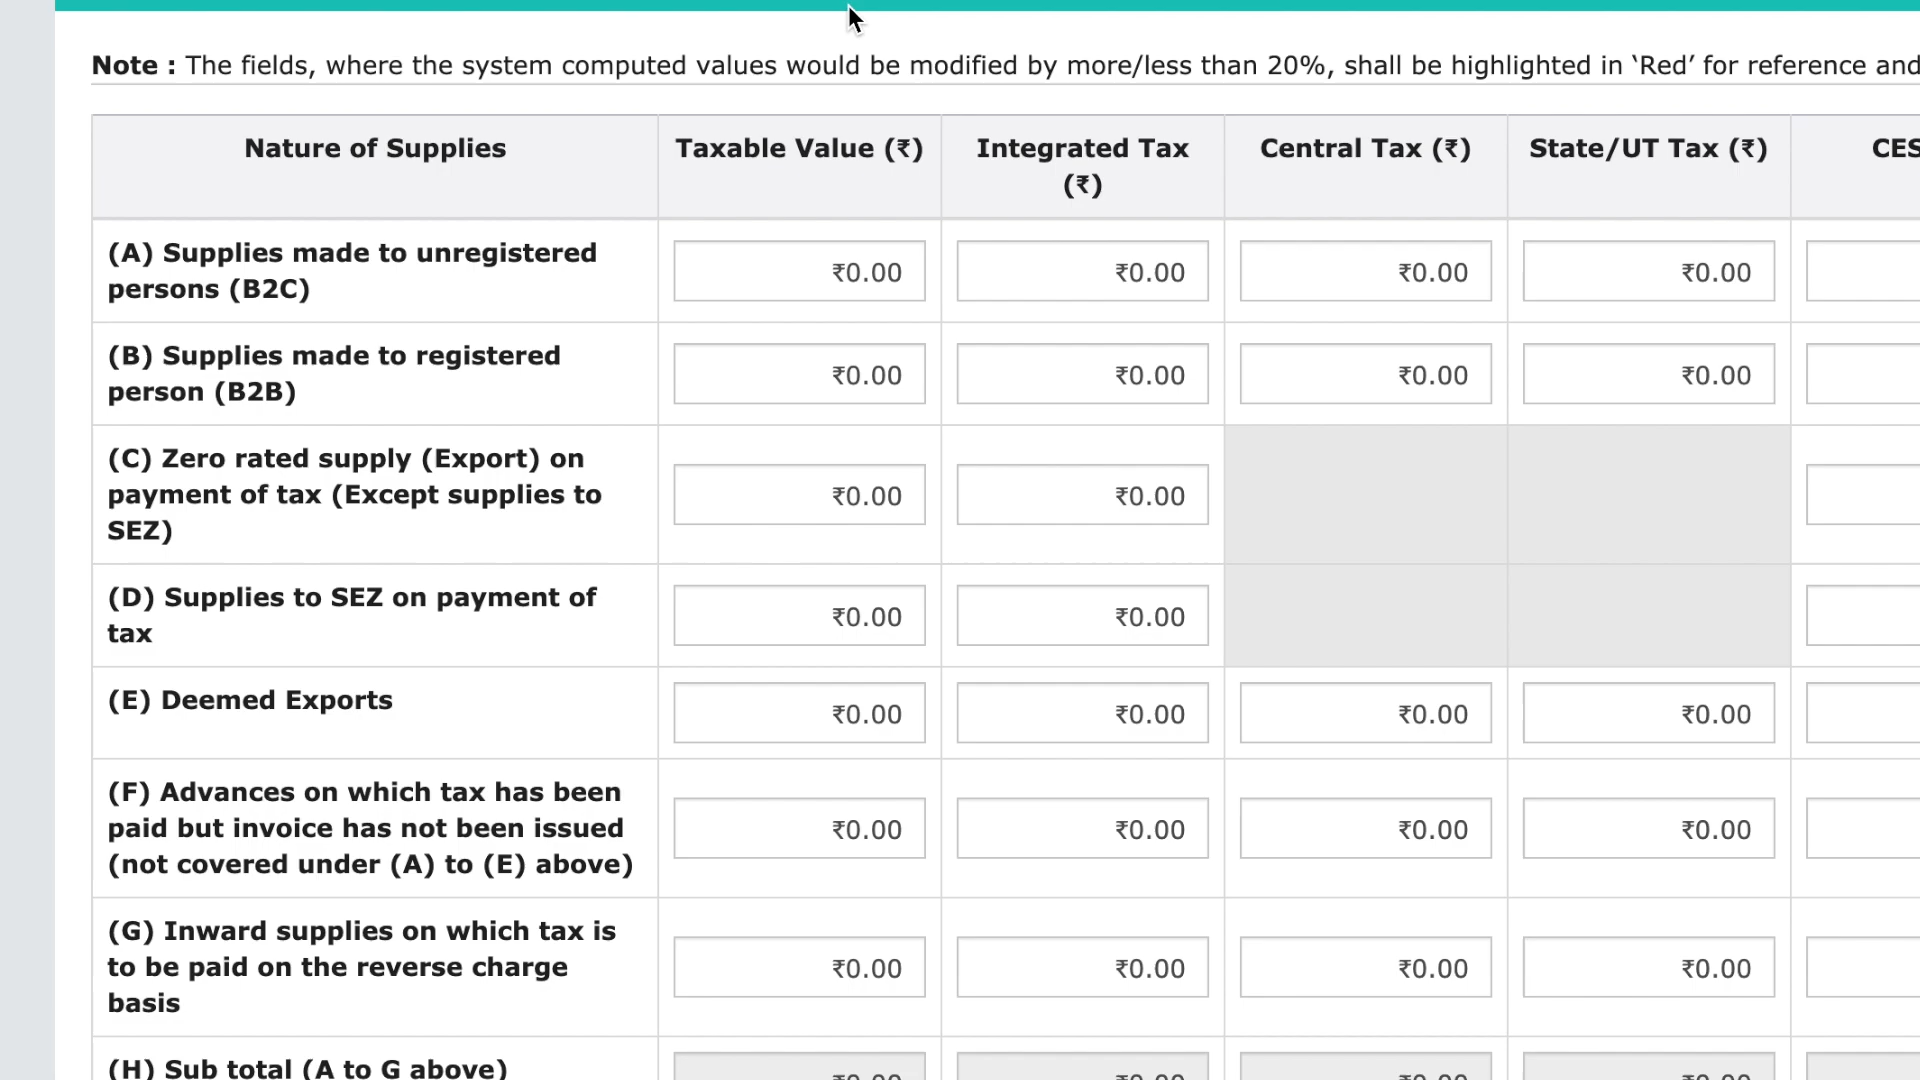 Note : The fields, where the system computed values would be modified by more/less than 20%, shall be highlighted in ‘Red’ for reference and
Nature of Supplies Taxable Value (₹) Integrated Tax (₹) Central Tax (₹) State/UT Tax (₹) CES
(A) Supplies made to unregistered
persons (B2C)
₹0.00 ₹0.00 ₹0.00 ₹0.00
(B) Supplies made to registered
person (B2B)
₹0.00 ₹0.00 ₹0.00 ₹0.00
(C) Zero rated supply (Export) on
payment of tax (Except supplies to
SEZ)
₹0.00 ₹0.00
(D) Supplies to SEZ on payment of
tax
₹0.00 ₹0.00
(E) Deemed Exports
₹0.00 ₹0.00 ₹0.00 ₹0.00
(F) Advances on which tax has been
paid but invoice has not been issued
(not covered under (A) to (E) above)
₹0.00 ₹0.00 ₹0.00 ₹0.00
(G) Inward supplies on which tax is
to be paid on the reverse charge
basis
₹0.00 ₹0.00 ₹0.00 ₹0.00
(H) Sub total (A to G above)